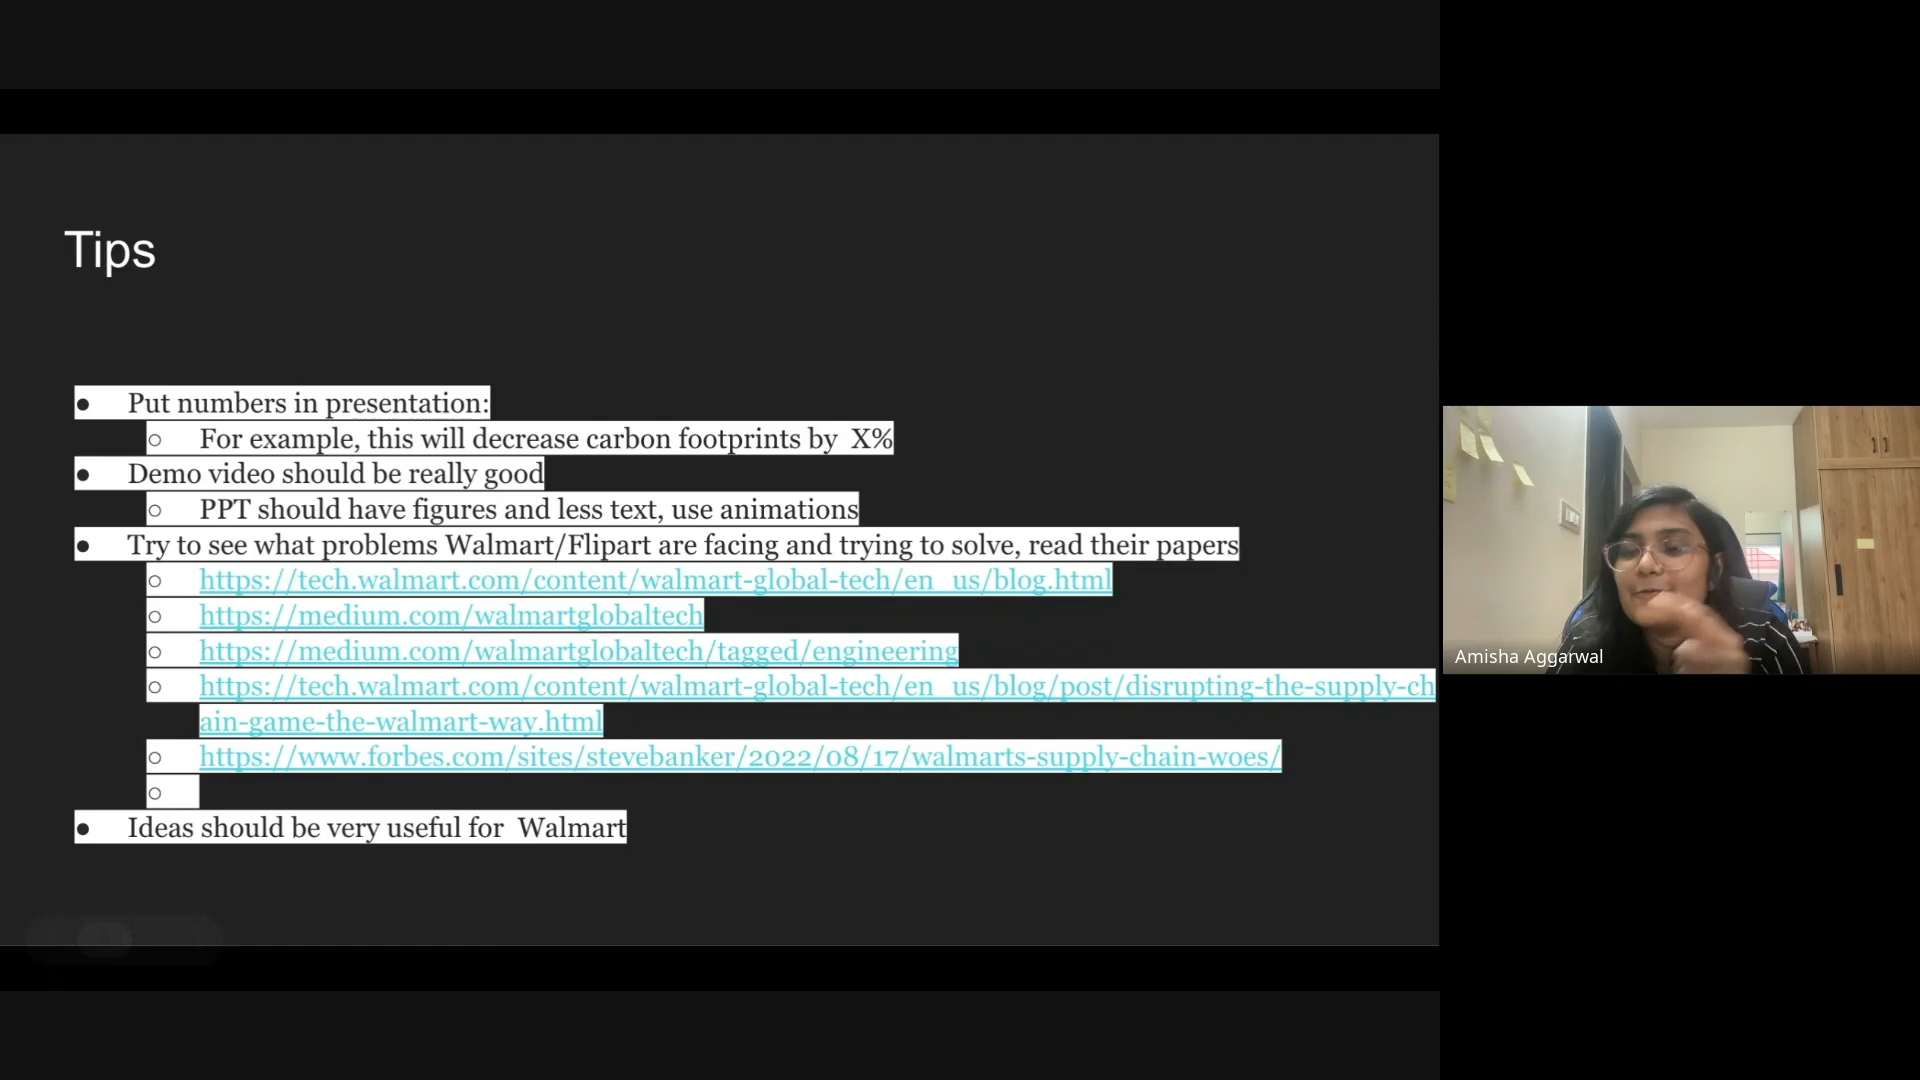 Tips
● Put numbers in presentation:
○ For example, this will decrease carbon footprints by  X%
● Demo video should be really good
○ PPT should have figures and less text, use animations
● Try to see what problems Walmart/Flipart are facing and trying to solve, read their papers
○ https://tech.walmart.com/content/walmart-global-tech/en_us/blog.html
○ https://medium.com/walmartglobaltech
○ https://medium.com/walmartglobaltech/tagged/engineering
○ https://tech.walmart.com/content/walmart-global-tech/en_us/blog/post/disrupting-the-supply-ch
ain-game-the-walmart-way.html
○ https://www.forbes.com/sites/stevebanker/2022/08/17/walmarts-supply-chain-woes/
○
● Ideas should be very useful for  Walmart
Amisha Aggarwal